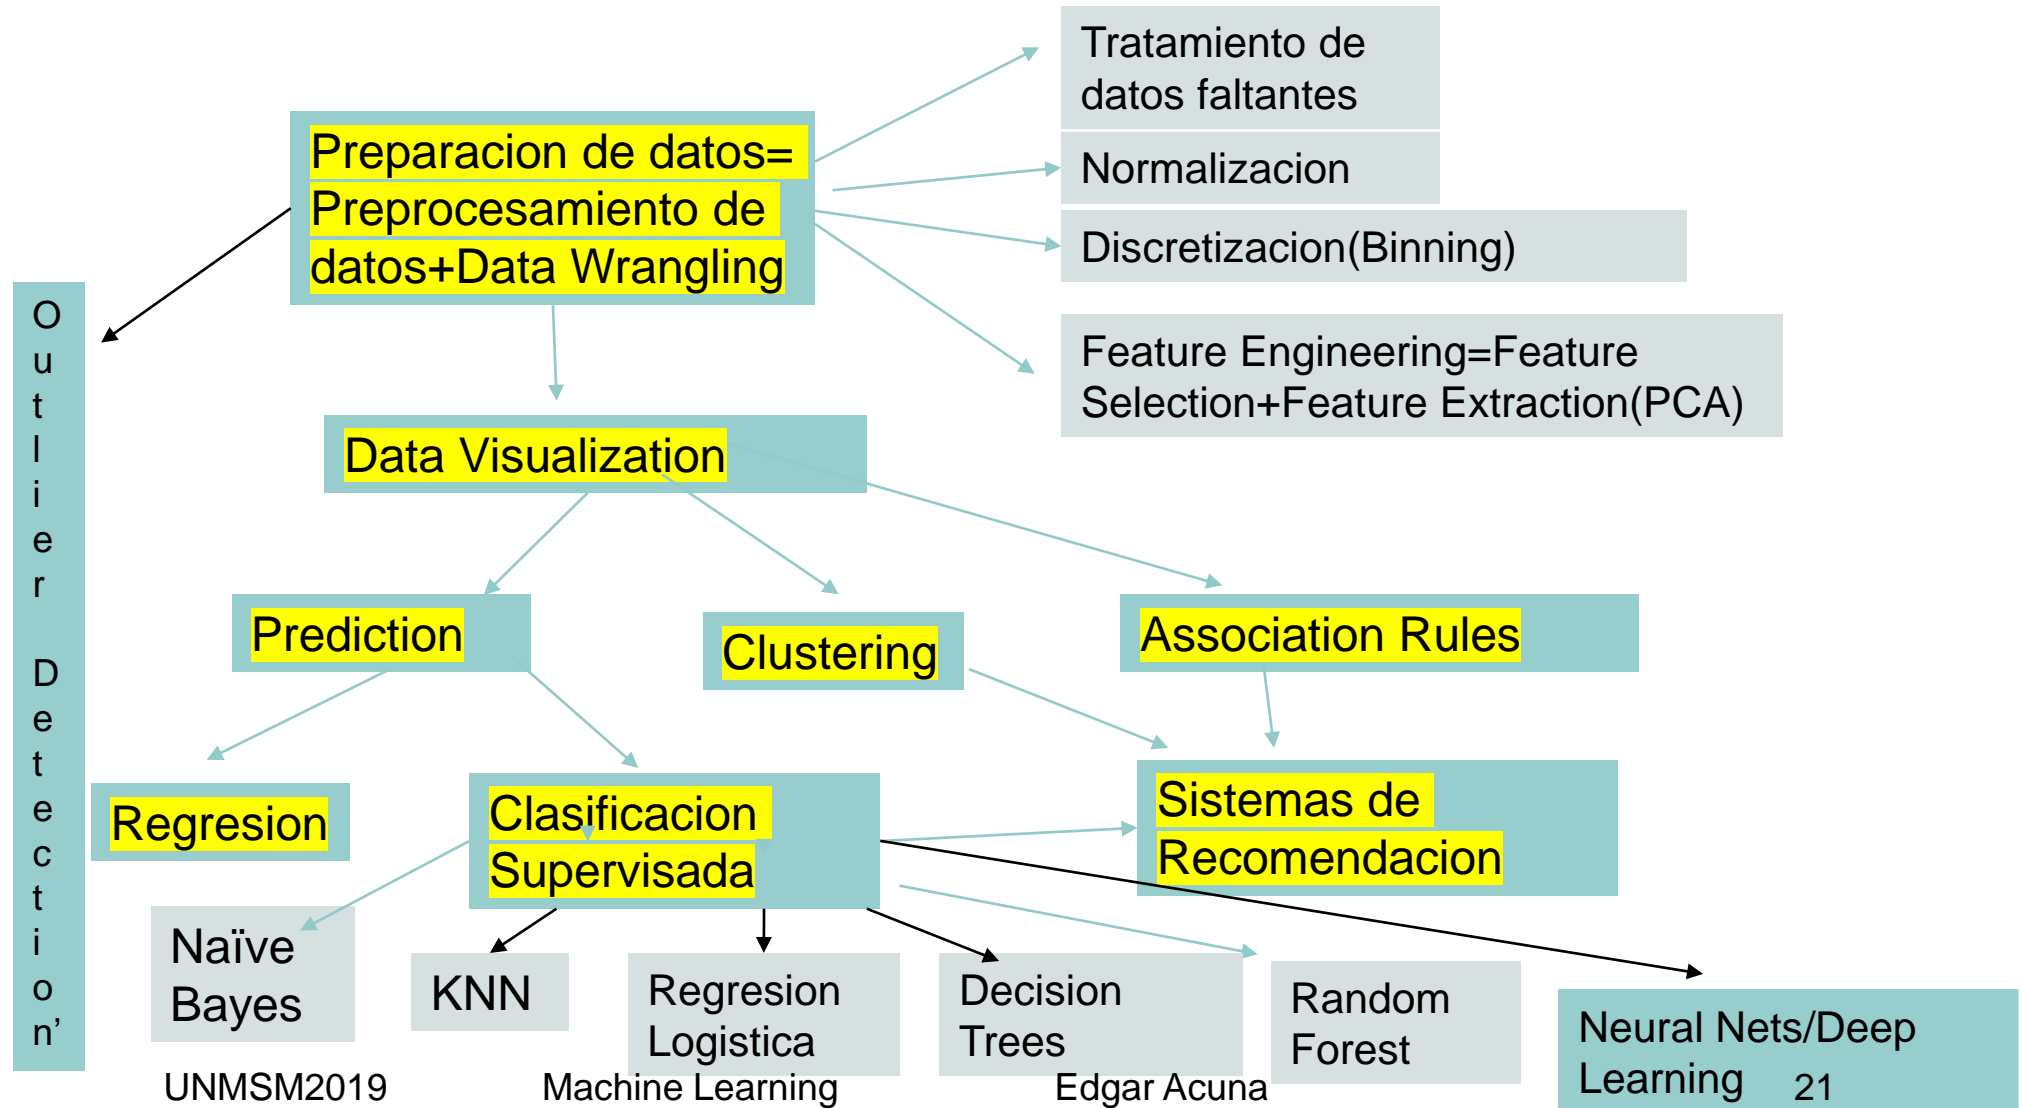 Tratamiento de
datos faltantes
Preparacion de datos=
Preprocesamiento de
datos+Data Wrangling
Normalizacion
Discretizacion(Binning)
Feature Engineering=Feature
Selection+Feature Extraction(PCA)
Outlier Detection’
Data Visualization
Prediction
Clustering
Association Rules
Regresion
Clasificacion
Supervisada
Sistemas de
Recomendacion
Naïve
Bayes
KNN
Regresion
Logistica
Decision
Trees
Random
Forest
Neural Nets/Deep
Learning
UNMSM2019
Machine Learning
Edgar Acuna
21